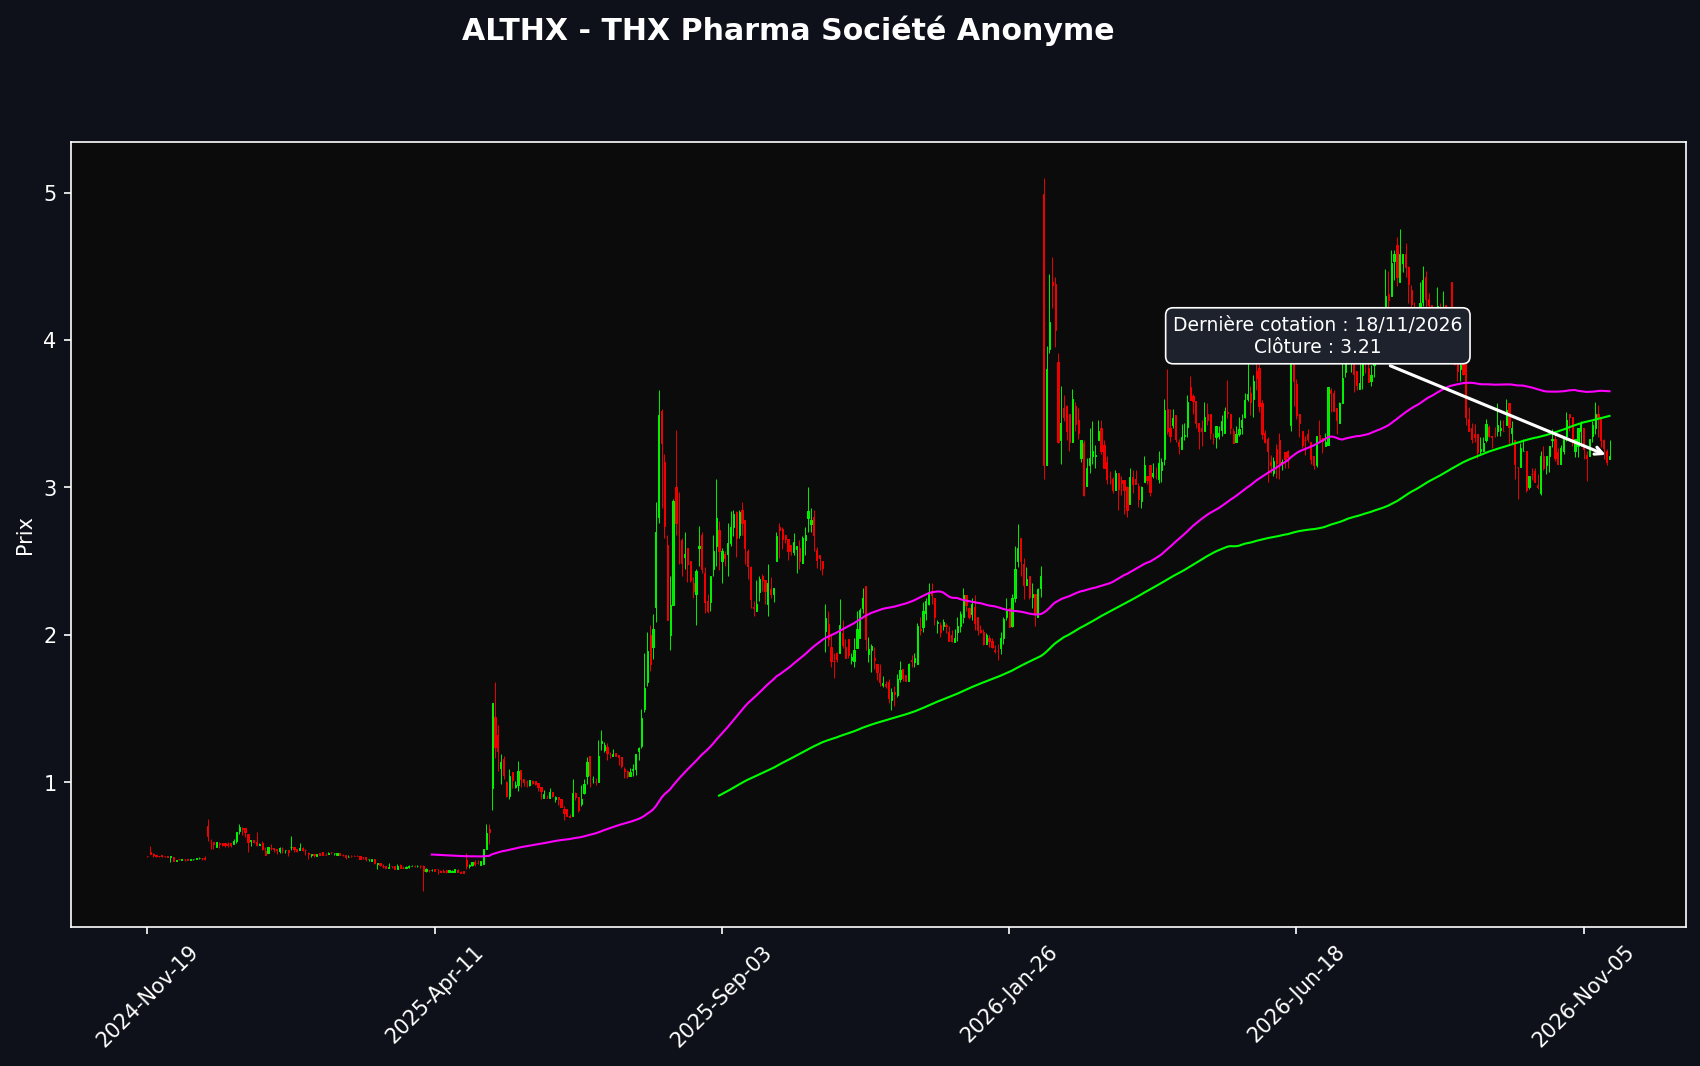 ALTHX - THX Pharma Société Anonyme
5
4
3
2
1
Prix
Dernière cotation : 18/11/2026
Clôture : 3.21
2024-Nov-19
2025-Apr-11
2025-Sep-03
2026-Jan-26
2026-Jun-18
2026-Nov-05